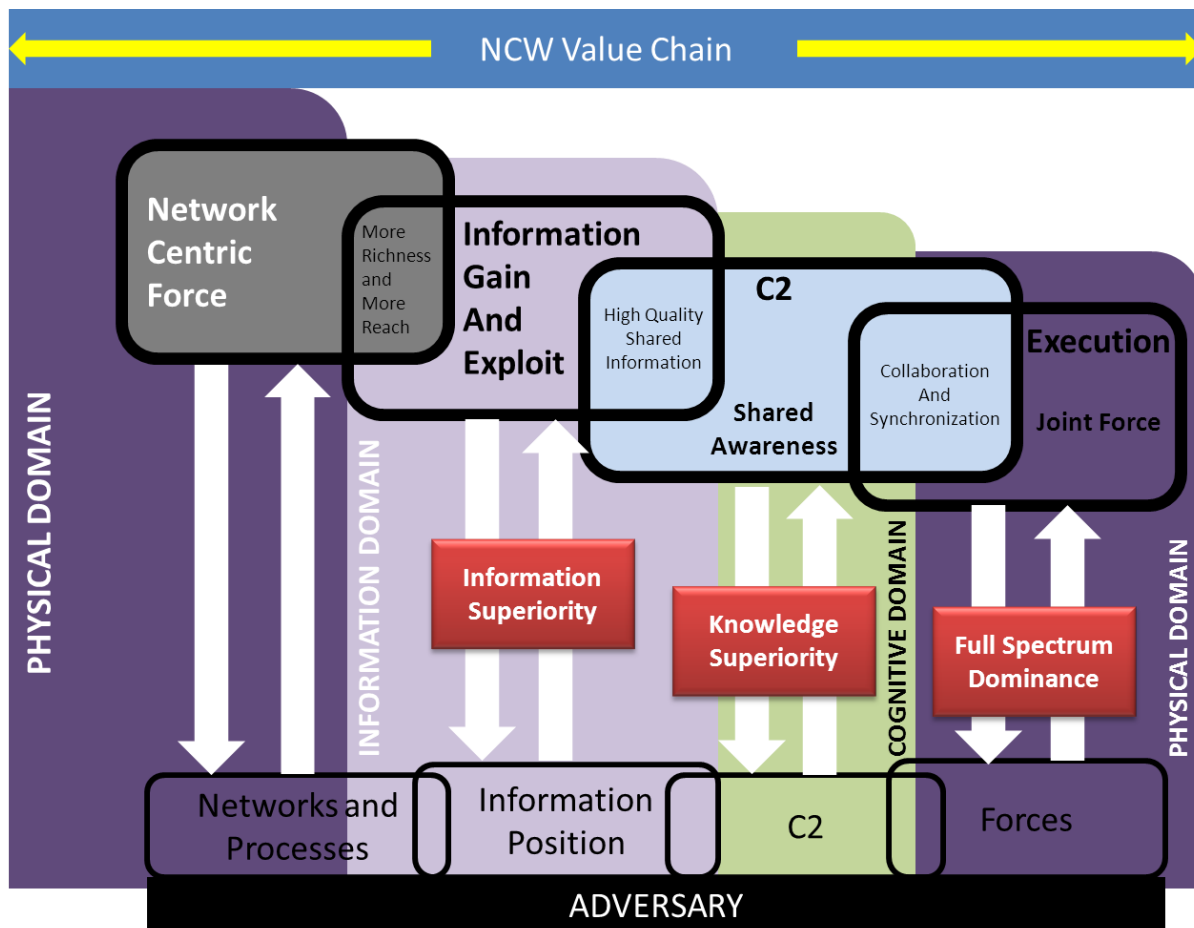 NCW Value Chain
Network
Centric
Force
More
Richness
and
More
Reach
Information
Gain
And
Exploit
High Quality
Shared
Information
C2
Shared
Awareness
Collaboration
And
Synchronization
Execution
Joint Force
PHYSICAL DOMAIN
INFORMATION DOMAIN
COGNITIVE DOMAIN
PHYSICAL DOMAIN
Information
Superiority
Knowledge
Superiority
Full Spectrum
Dominance
Networks and
Processes
Information
Position
C2
Forces
ADVERSARY